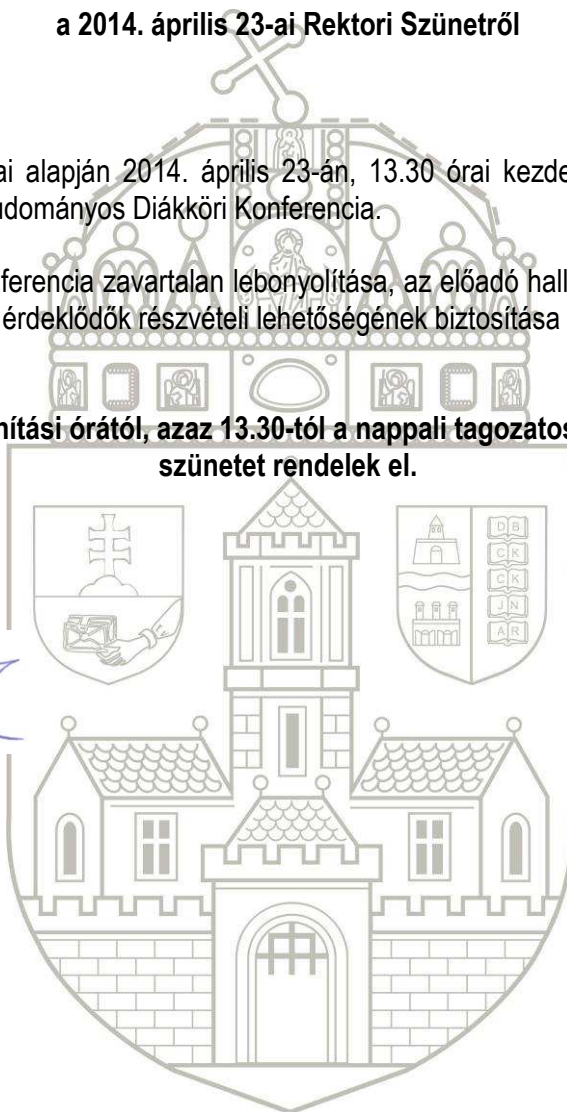 a 2014. április 23-ai Rektori Szünetről
ai alapján 2014. április 23-án, 13.30 órai kezde
udományos Diákköri Konferencia.
ferencia zavartalan lebonyolítása, az előadó hall
érdeklődők részvételi lehetőségének biztosítása
nítási órától, azaz 13.30-tól a nappali tagozatos
szünetet rendelek el.
D B
C K
C K
J N
A R